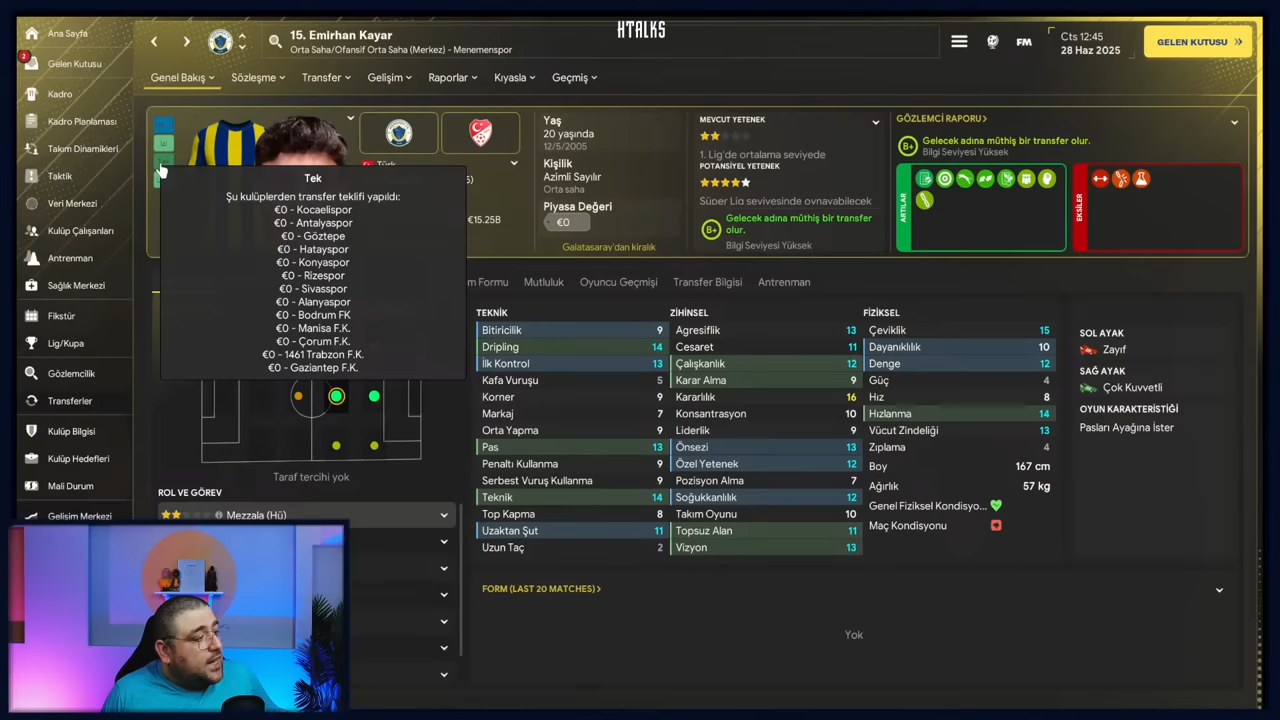 HTALKS
Ana Sayfa
2
Gelen Kutusu
Kadro
Kadro Planlaması
Takım Dinamikleri
Taktik
Veri Merkezi
Kulüp Çalışanları
Antrenman
Sağlık Merkezi
Fikstür
Lig/Kupa
Gözlemcilik
Transferler
Kulüp Bilgisi
Kulüp Hedefleri
Mali Durum
Gelişim Merkezi
15. Emirhan Kayar
Orta Saha/Ofansif Orta Saha (Merkez) - Menemenspor
FM
Cts 12:45
28 Haz 2025
GELEN KUTUSU
Genel Bakış
Sözleşme
Transfer
Gelişim
Raporlar
Kıyasla
Geçmiş
Türk
€15.25B
Yaş
20 yaşında
12/5/2005
Kişilik
Azimli Sayılır
Orta saha
Piyasa Değeri
€0
Galatasaray'dan kiralık
MEVCUT YETENEK
1. Lig'de ortalama seviyede
POTANSİYEL YETENEK
Süper Lig seviyesinde oynayabilecek
B+
Gelecek adına müthiş bir transfer olur.
Bilgi Seviyesi Yüksek
GÖZLEMCİ RAPORU
B+
Gelecek adına müthiş bir transfer olur.
Bilgi Seviyesi Yüksek
ARTILAR
EKSİLER
Tek
Şu kulüplerden transfer teklifi yapıldı:
€0 - Kocaelispor
€0 - Antalyaspor
€0 - Göztepe
€0 - Hatayspor
€0 - Konyaspor
€0 - Rizespor
€0 - Sivasspor
€0 - Alanyaspor
€0 - Bodrum FK
€0 - Manisa F.K.
€0 - Çorum F.K.
€0 - 1461 Trabzon F.K.
€0 - Gaziantep F.K.
m Formu
Mutluluk
Oyuncu Geçmişi
Transfer Bilgisi
Antrenman
Taraf tercihi yok
ROL VE GÖREV
Mezzala (Hü)
TEKNİK
Bitiricilik 9
Dripling 14
İlk Kontrol 13
Kafa Vuruşu 5
Korner 9
Markaj 7
Orta Yapma 9
Pas 13
Penaltı Kullanma 9
Serbest Vuruş Kullanma 9
Teknik 14
Top Kapma 8
Uzaktan Şut 11
Uzun Taç 2
ZİHİNSEL
Agresiflik 13
Cesaret 11
Çalışkanlık 12
Karar Alma 9
Kararlılık 16
Konsantrasyon 10
Liderlik 9
Önsezi 13
Özel Yetenek 12
Pozisyon Alma 7
Soğukkanlılık 12
Takım Oyunu 10
Topsuz Alan 11
Vizyon 13
FİZİKSEL
Çeviklik 15
Dayanıklılık 10
Denge 12
Güç 4
Hız 8
Hızlanma 14
Vücut Zindeliği 13
Zıplama 4
Boy 167 cm
Ağırlık 57 kg
Genel Fiziksel Kondisyo...
Maç Kondisyonu
SOL AYAK
Zayıf
SAĞ AYAK
Çok Kuvvetli
OYUN KARAKTERİSTİĞİ
Pasları Ayağına İster
FORM (LAST 20 MATCHES)
Yok